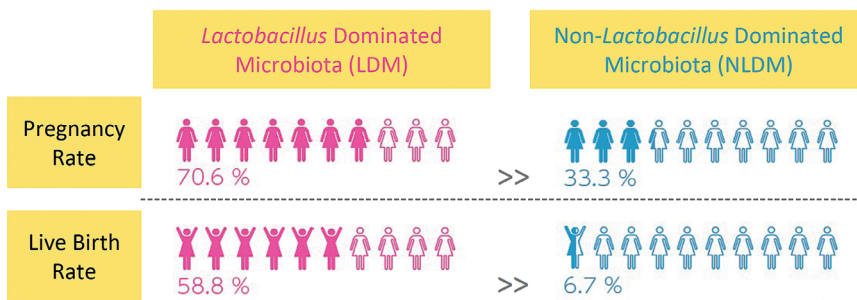 Lactobacillus Dominated
Microbiota (LDM)
Non-Lactobacillus Dominated
Microbiota (NLDM)
Pregnancy
Rate
70.6 %
>>
33.3 %
Live Birth
Rate
58.8 %
>>
6.7 %